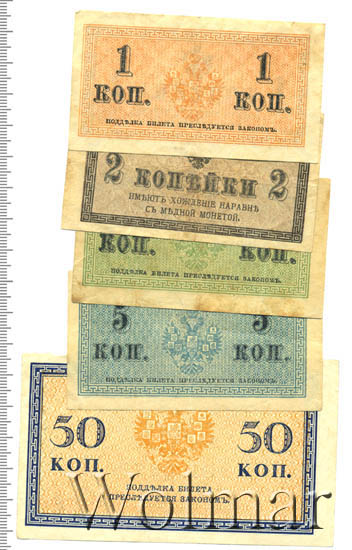 1 1
КОП. КОП.
ПОДДѢЛКА БИЛЕТА ПРЕСЛѢДУЕТСЯ ЗАКОНОМЪ.
2 КОПѢЙКИ 2
ИМѢЮТЪ ХОЖДЕНІЕ НАРАВНѢ
СЪ МѢДНОЙ МОНЕТОЙ.
КОП. КОП.
ПОДДѢЛКА БИЛЕТА ПРЕСЛѢДУЕТСЯ ЗАКОНОМЪ.
5 5
КОП. КОП.
ПОДДѢЛКА БИЛЕТА ПРЕСЛѢДУЕТСЯ ЗАКОНОМЪ.
50 50
КОП. КОП.
ПОДДѢЛКА БИЛЕТА
ПРЕСЛѢДУЕТСЯ ЗАКОНОМЪ.
Wolmar